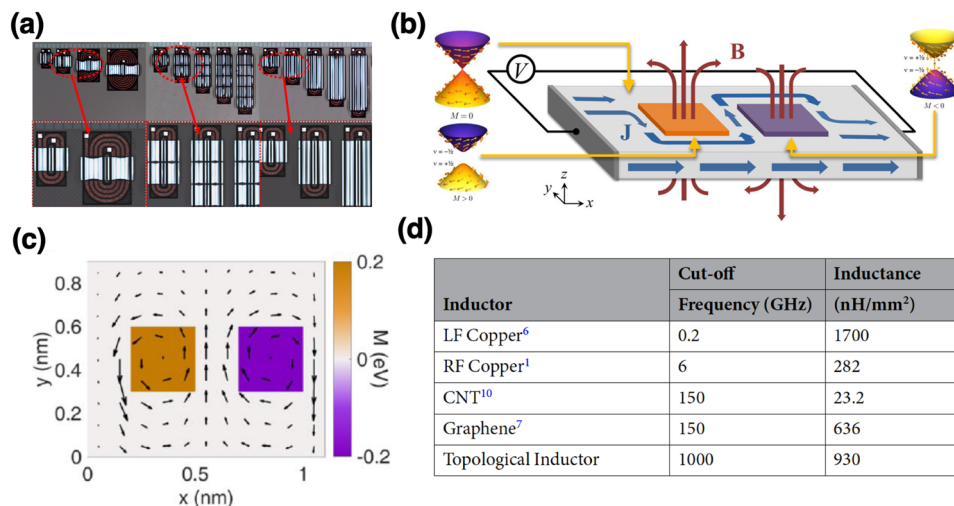 (a)
(b)
V
B
J
M = 0
ν = −½
ν = +½
M > 0
ν = +½
ν = −½
M < 0
z
y
x
(c)
0.8
0.6
0.4
0.2
0
y (nm)
0
0.5
1
x (nm)
0.2
0
-0.2
M (eV)
(d)
Inductor
Cut-off
Frequency (GHz)
Inductance
(nH/mm²)
LF Copper⁶ 0.2 1700
RF Copper¹ 6 282
CNT¹⁰ 150 23.2
Graphene⁷ 150 636
Topological Inductor 1000 930